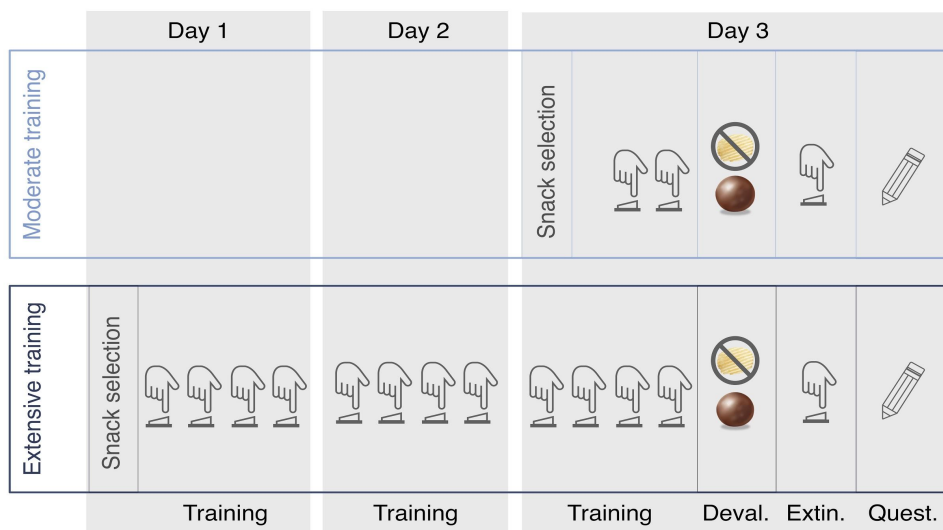 Day 1
Day 2
Day 3
Moderate training
Snack selection
Extensive training
Snack selection
Training
Training
Training
Deval.
Extin.
Quest.